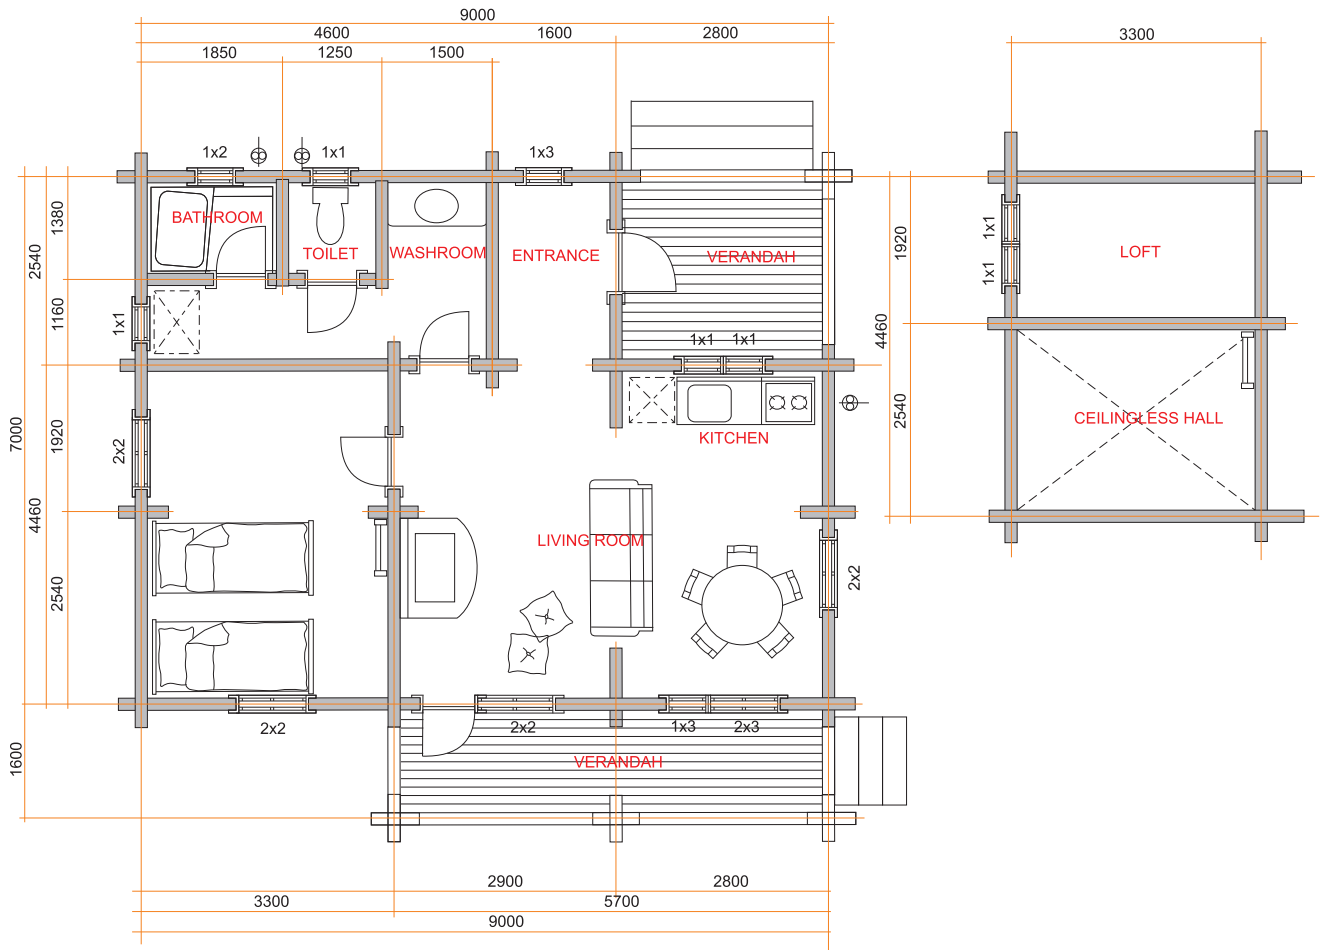 9000
4600
1600
2800
3300
1850
1250
1500
1x2
1x1
1x3
1380
2540
1160
BATHROOM
TOILET
WASHROOM
ENTRANCE
VERANDAH
1920
1x1
1x1
LOFT
1x1
1x1
1x1
4460
7000
1920
2x2
KITCHEN
2540
CEILINGLESS HALL
4460
LIVING ROOM
2540
2x2
2x2
2x2
1x3
2x3
1600
VERANDAH
2900
2800
3300
5700
9000